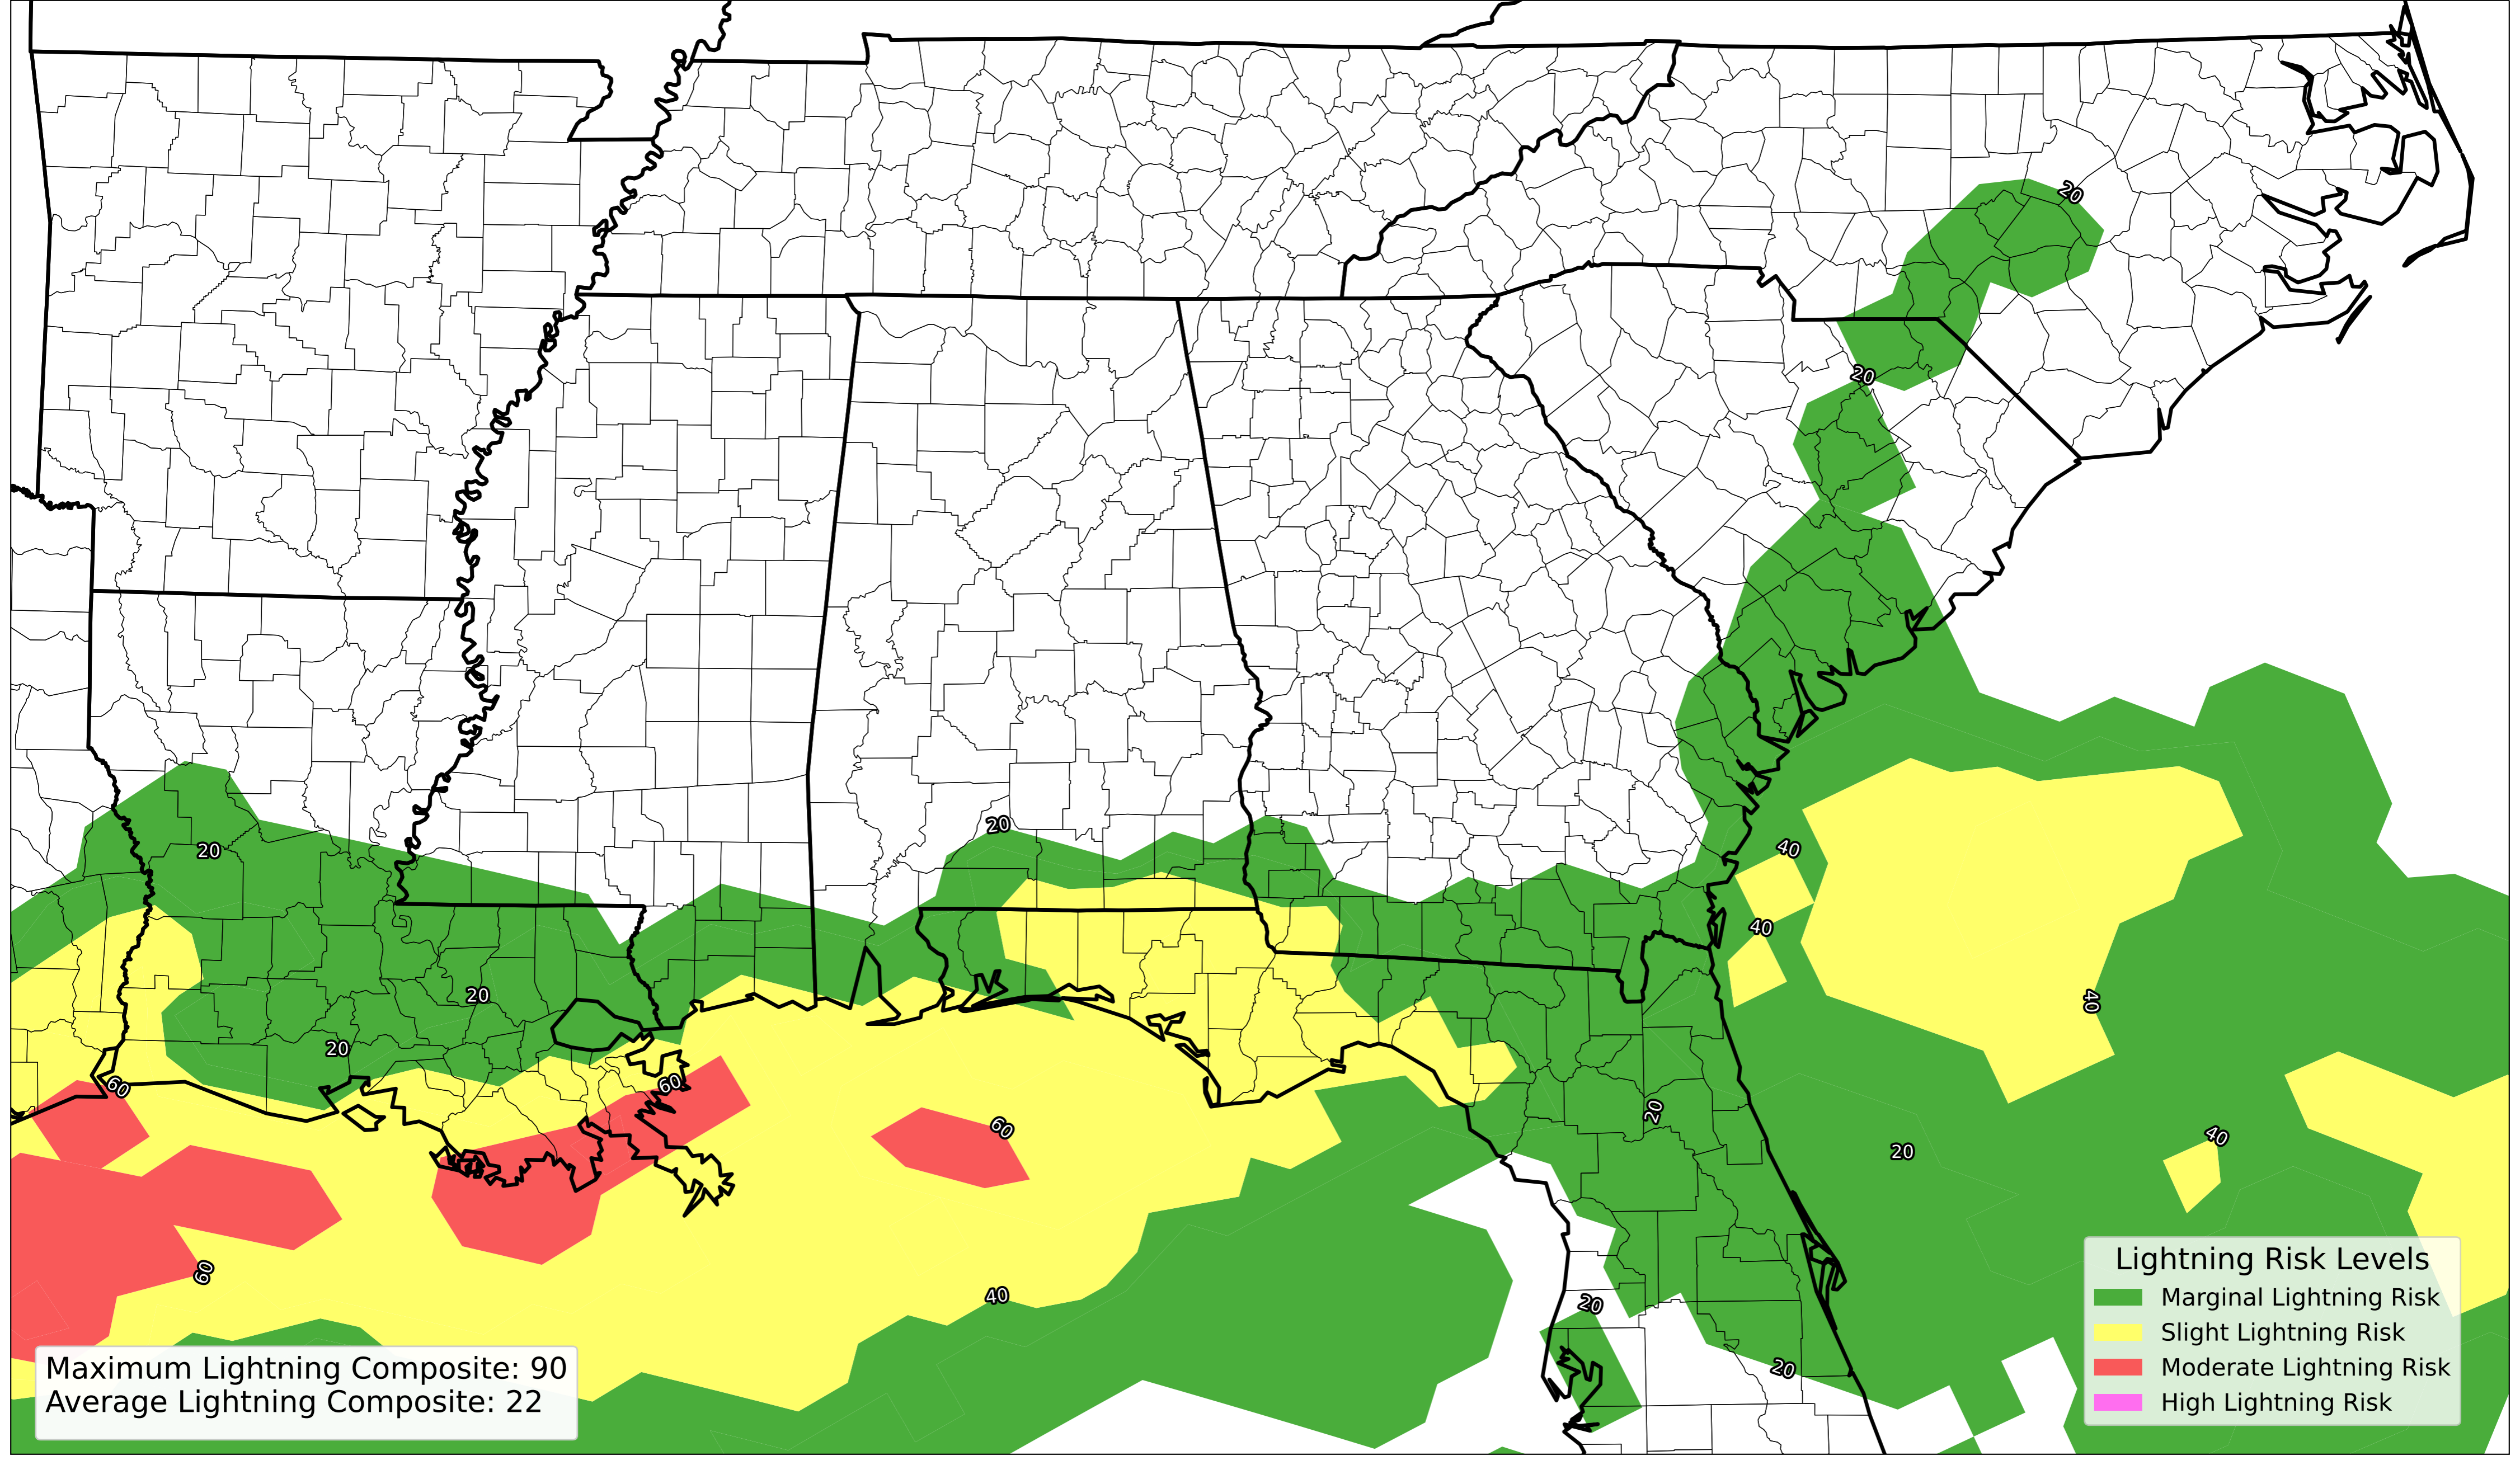 20
20
20
20
40
40
20
40
20
60
60
60
20
20
40
20
60
40
20
20
Lightning Risk Levels
Marginal Lightning Risk
Slight Lightning Risk
Moderate Lightning Risk
High Lightning Risk
Maximum Lightning Composite: 90
Average Lightning Composite: 22